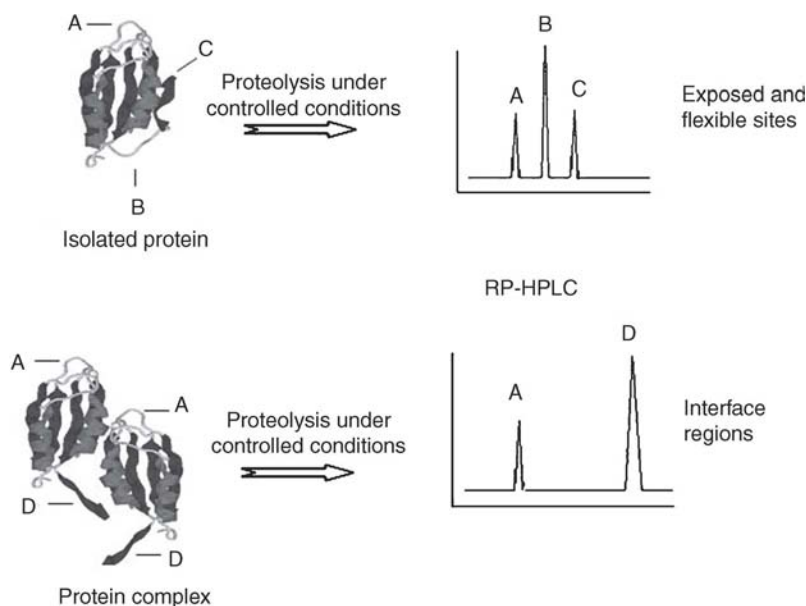 A
C
B
Isolated protein
Proteolysis under
controlled conditions
A
B
C
Exposed and
flexible sites
RP-HPLC
A
A
D
D
Protein complex
Proteolysis under
controlled conditions
A
D
Interface
regions